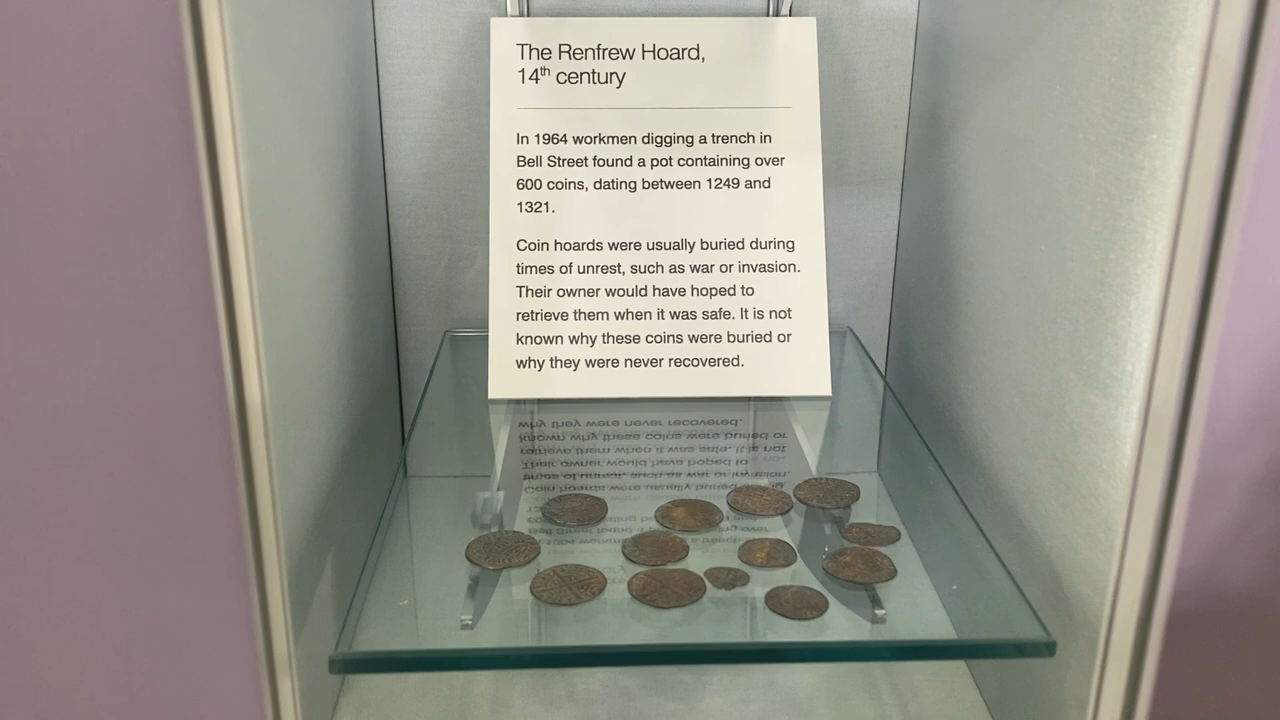 The Renfrew Hoard,
14th century
In 1964 workmen digging a trench in
Bell Street found a pot containing over
600 coins, dating between 1249 and
1321.
Coin hoards were usually buried during
times of unrest, such as war or invasion.
Their owner would have hoped to
retrieve them when it was safe. It is not
known why these coins were buried or
why they were never recovered.